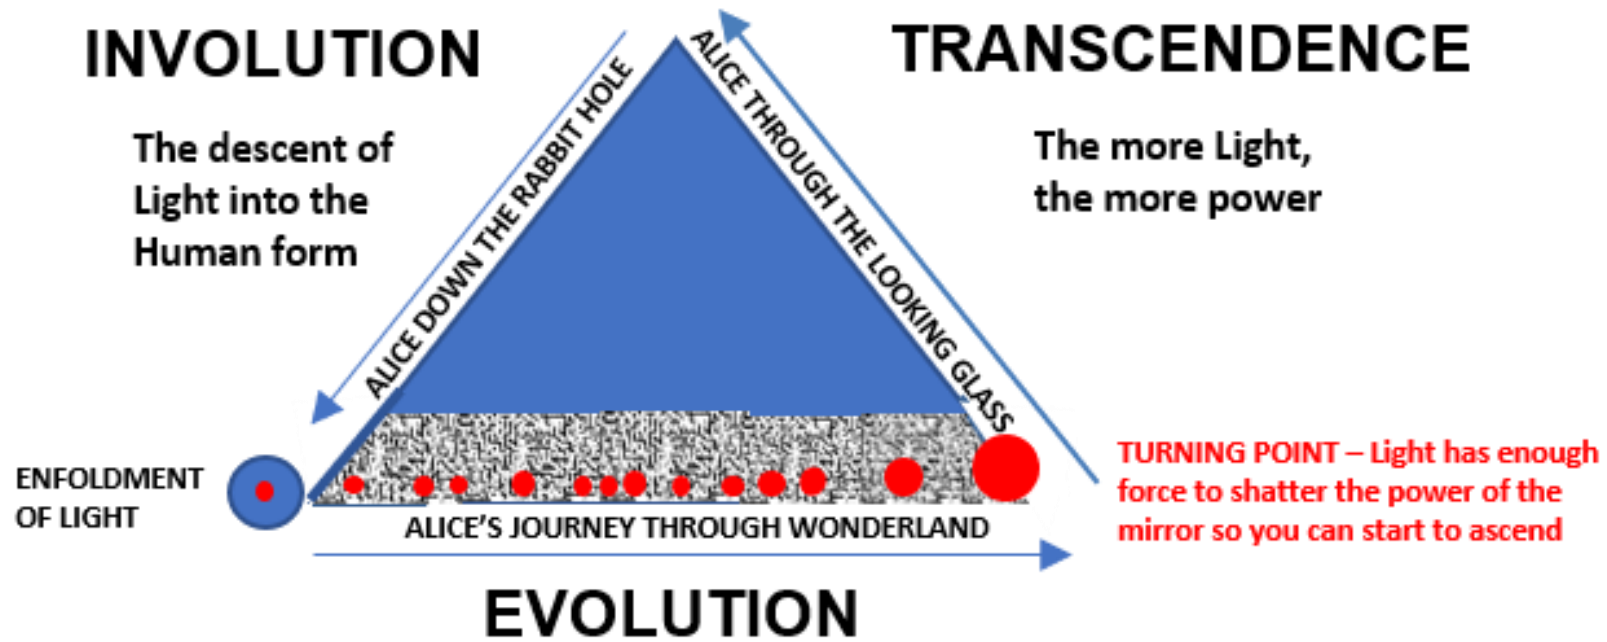 INVOLUTION
The descent of
Light into the
Human form
ALICE DOWN THE RABBIT HOLE
ALICE THROUGH THE LOOKING GLASS
TRANSCENDENCE
The more Light,
the more power
ENFOLDMENT
OF LIGHT
ALICE’S JOURNEY THROUGH WONDERLAND
EVOLUTION
TURNING POINT – Light has enough
force to shatter the power of the
mirror so you can start to ascend